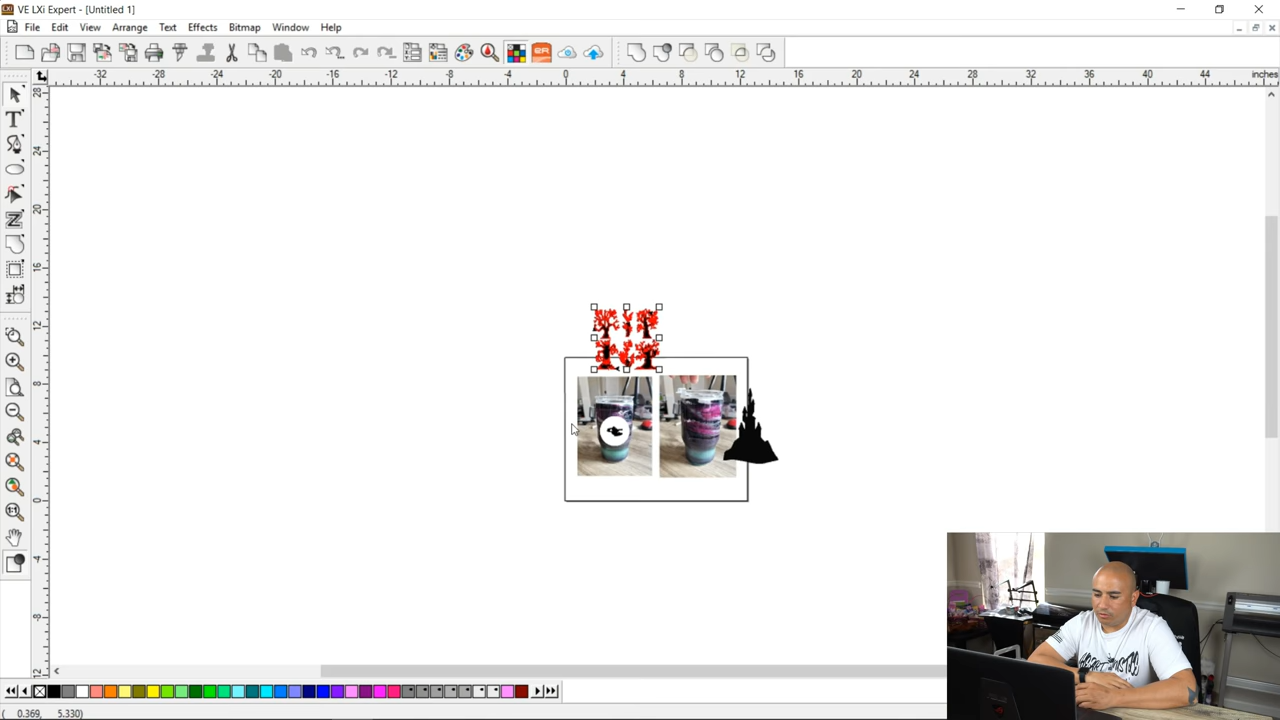 VE LXi Expert - [Untitled 1]
File Edit View Arrange Text Effects Bitmap Window Help
-32 -28 -24 -20 -16 -12 -8 -4 0 4 8 12 16 20 24 28 32 36 40 44 inches
28
24
20
16
12
8
4
0
-4
-8
12
( 0.369, 5.330)